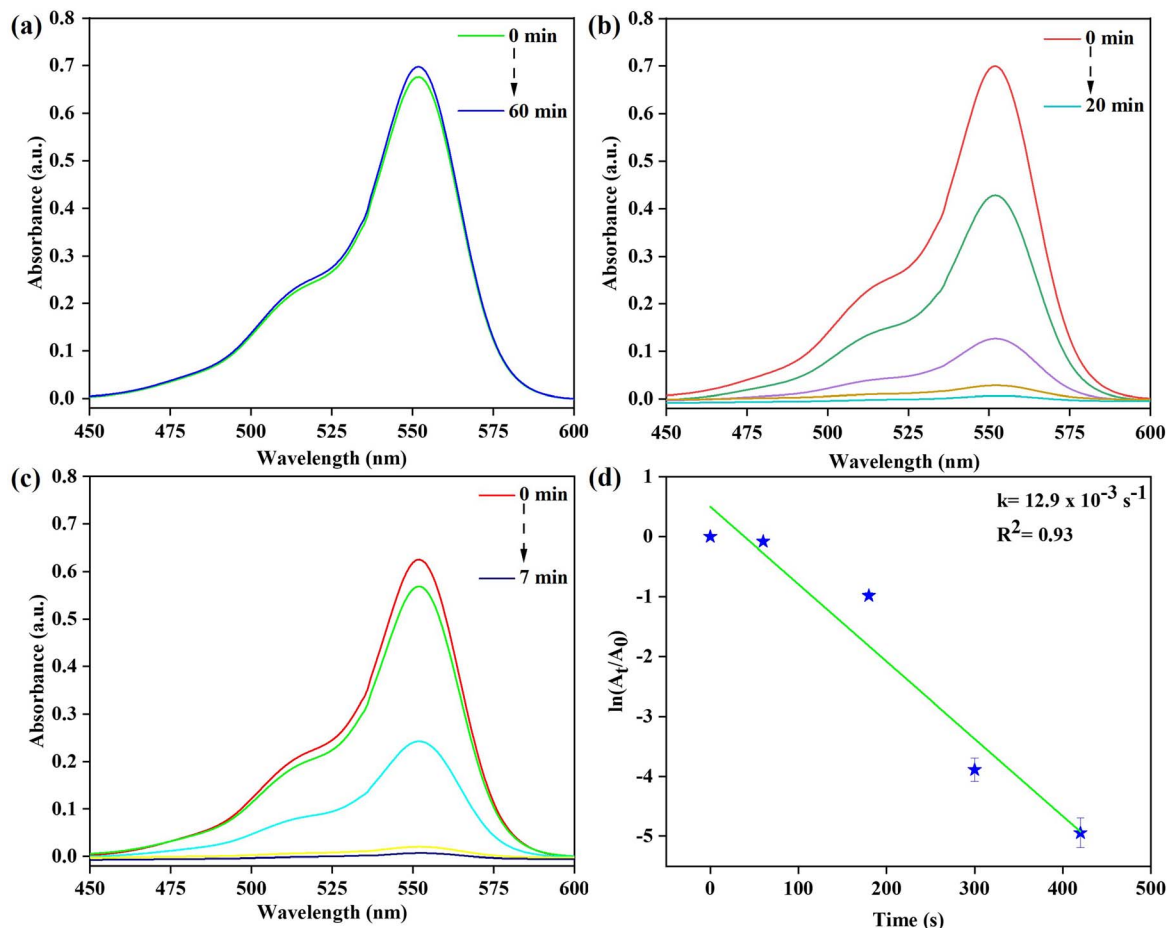 (a)
0.8
0.7
0.6
0.5
0.4
0.3
0.2
0.1
0.0
Absorbance (a.u.)
0 min
60 min
450 475 500 525 550 575 600
Wavelength (nm)
(b)
0.8
0.7
0.6
0.5
0.4
0.3
0.2
0.1
0.0
Absorbance (a.u.)
0 min
20 min
450 475 500 525 550 575 600
Wavelength (nm)
(c)
0.8
0.7
0.6
0.5
0.4
0.3
0.2
0.1
0.0
Absorbance (a.u.)
0 min
7 min
450 475 500 525 550 575 600
Wavelength (nm)
(d)
1
0
-1
-2
-3
-4
-5
ln(A_t/A_0)
k= 12.9 x 10^-3 s^-1
R^2= 0.93
0 100 200 300 400 500
Time (s)